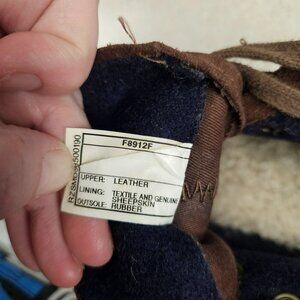 F8912F
UPPER: LEATHER
LINING: TEXTILE AND GENUINE
SHEEPSKIN
OUTSOLE: RUBBER